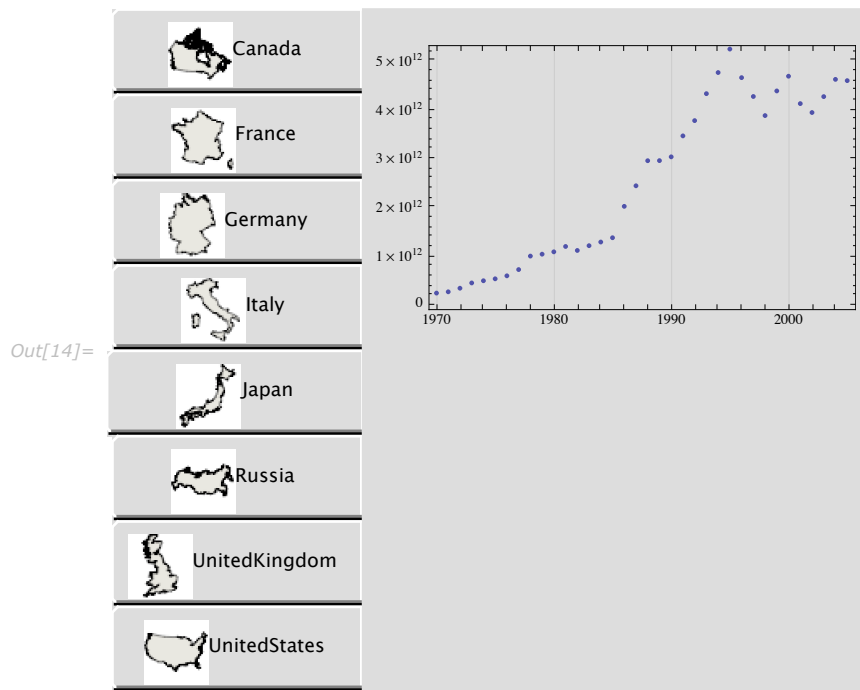 Canada
France
Germany
Italy
Out[14]=
Japan
Russia
UnitedKingdom
UnitedStates
5 × 10¹²
4 × 10¹²
3 × 10¹²
2 × 10¹²
1 × 10¹²
0
1970 1980 1990 2000